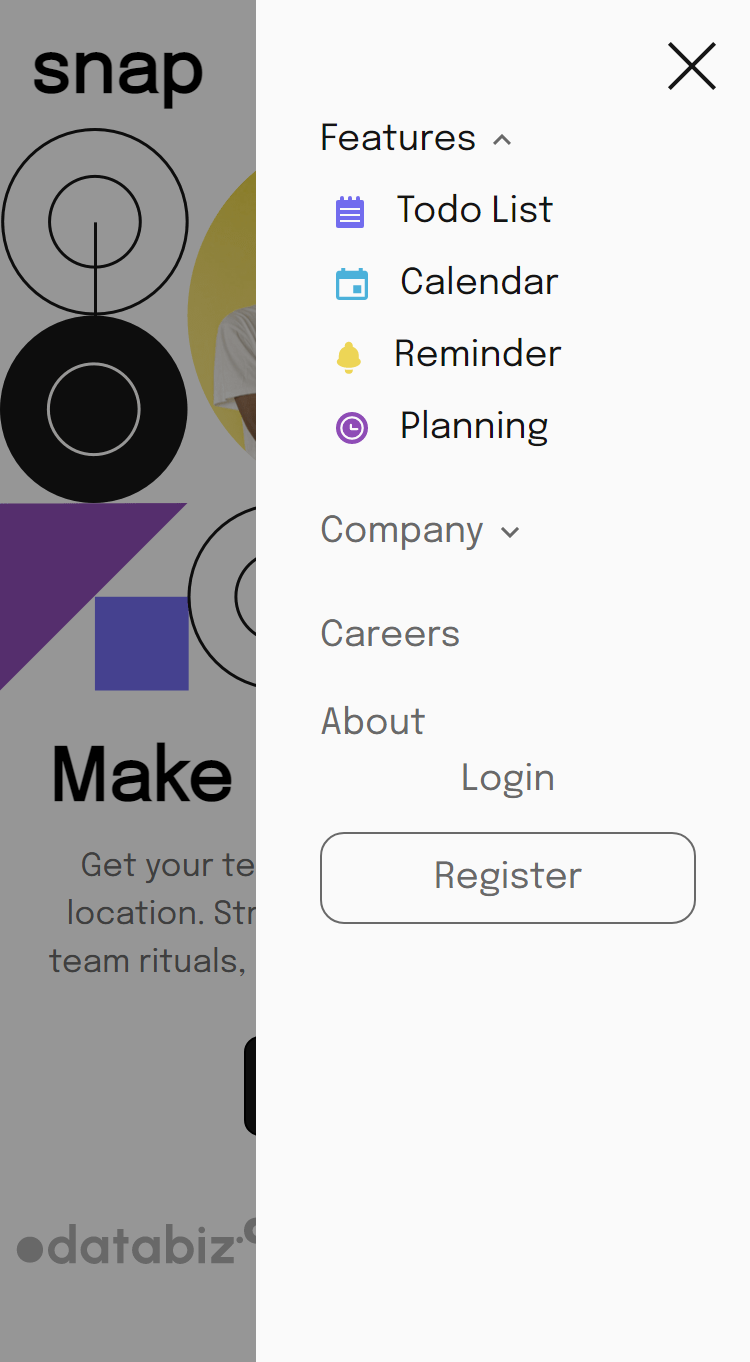 snap
Features
Todo List
Calendar
Reminder
Planning
Company
Careers
About
Login
Register
Make
Get your te
location. Str
team rituals,
databiz